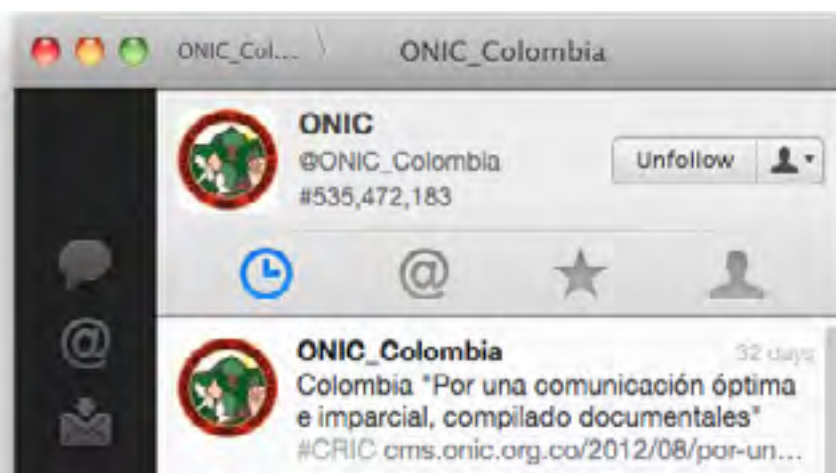 ONIC_Col... ONIC_Colombia
ONIC
@ONIC_Colombia
Unfollow
#535,472,183
@
@
ONIC_Colombia 32 days
Colombia "Por una comunicación óptima
e imparcial, compilado documentales"
#CRIC cms.onic.org.co/2012/08/por-un...